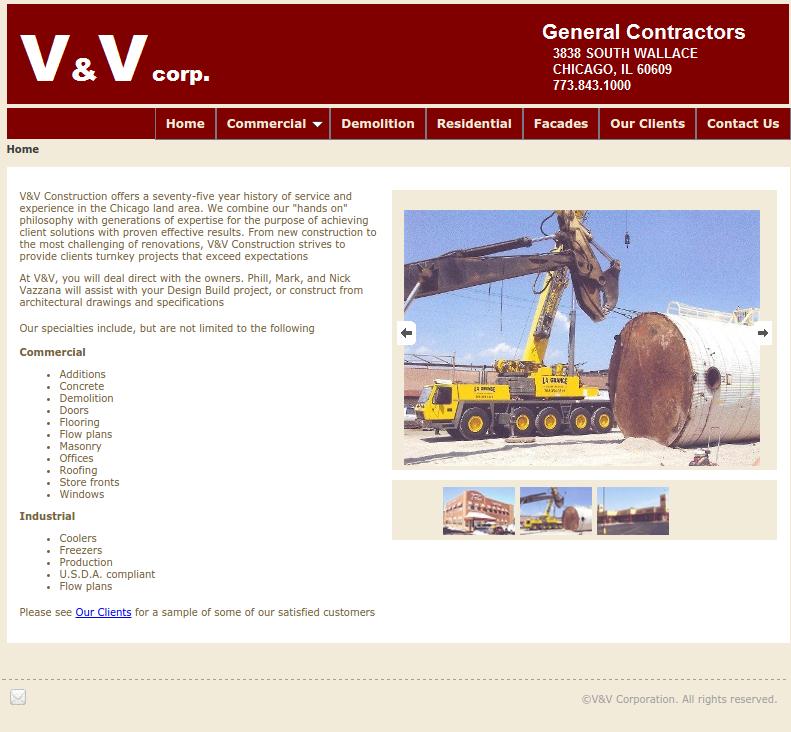 V&V corp.
General Contractors
3838 SOUTH WALLACE
CHICAGO, IL 60609
773.843.1000
Home
Commercial
Demolition
Residential
Facades
Our Clients
Contact Us
Home
V&V Construction offers a seventy-five year history of service and
experience in the Chicago land area. We combine our "hands on"
philosophy with generations of expertise for the purpose of achieving
client solutions with proven effective results. From new construction to
the most challenging of renovations, V&V Construction strives to
provide clients turnkey projects that exceed expectations
At V&V, you will deal direct with the owners. Phill, Mark, and Nick
Vazzana will assist with your Design Build project, or construct from
architectural drawings and specifications
Our specialties include, but are not limited to the following
Commercial
• Additions
• Concrete
• Demolition
• Doors
• Flooring
• Flow plans
• Masonry
• Offices
• Roofing
• Store fronts
• Windows
Industrial
• Coolers
• Freezers
• Production
• U.S.D.A. compliant
• Flow plans
Please see Our Clients for a sample of some of our satisfied customers
LA GRANGE
LA GRANGE
©V&V Corporation. All rights reserved.